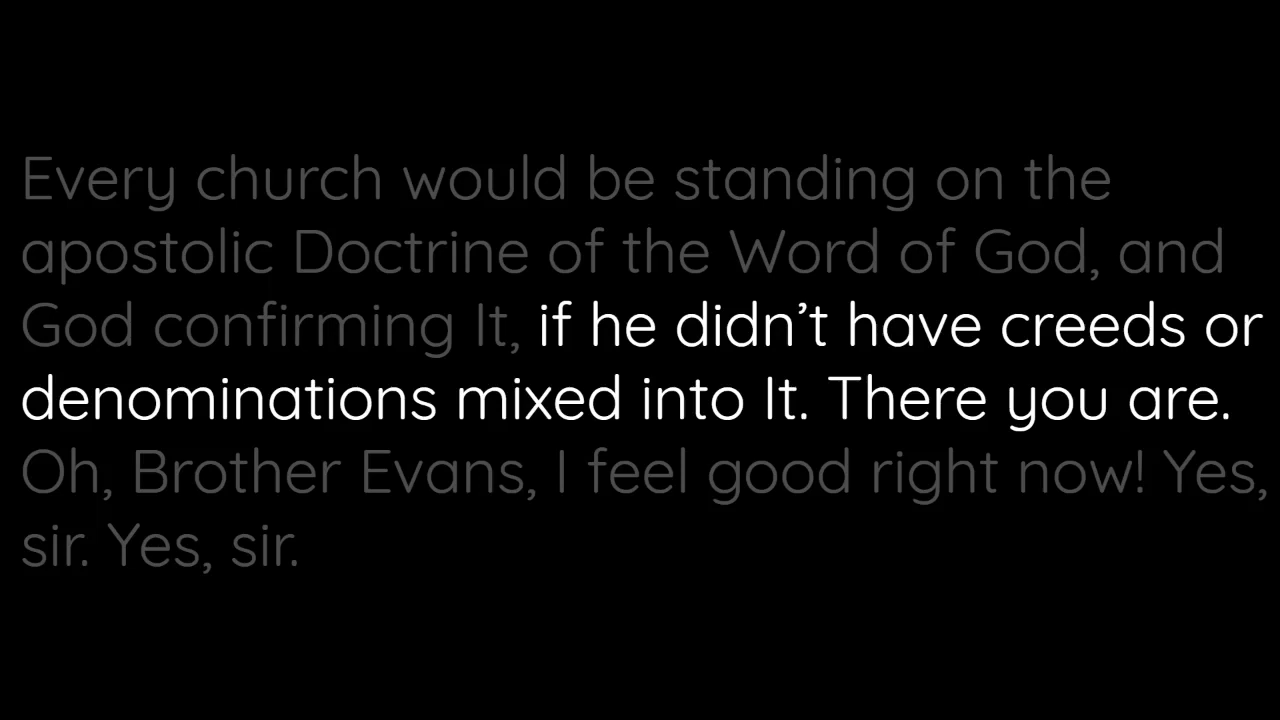 Every church would be standing on the
apostolic Doctrine of the Word of God, and
God confirming It, if he didn’t have creeds or
denominations mixed into It. There you are.
Oh, Brother Evans, I feel good right now! Yes,
sir. Yes, sir.